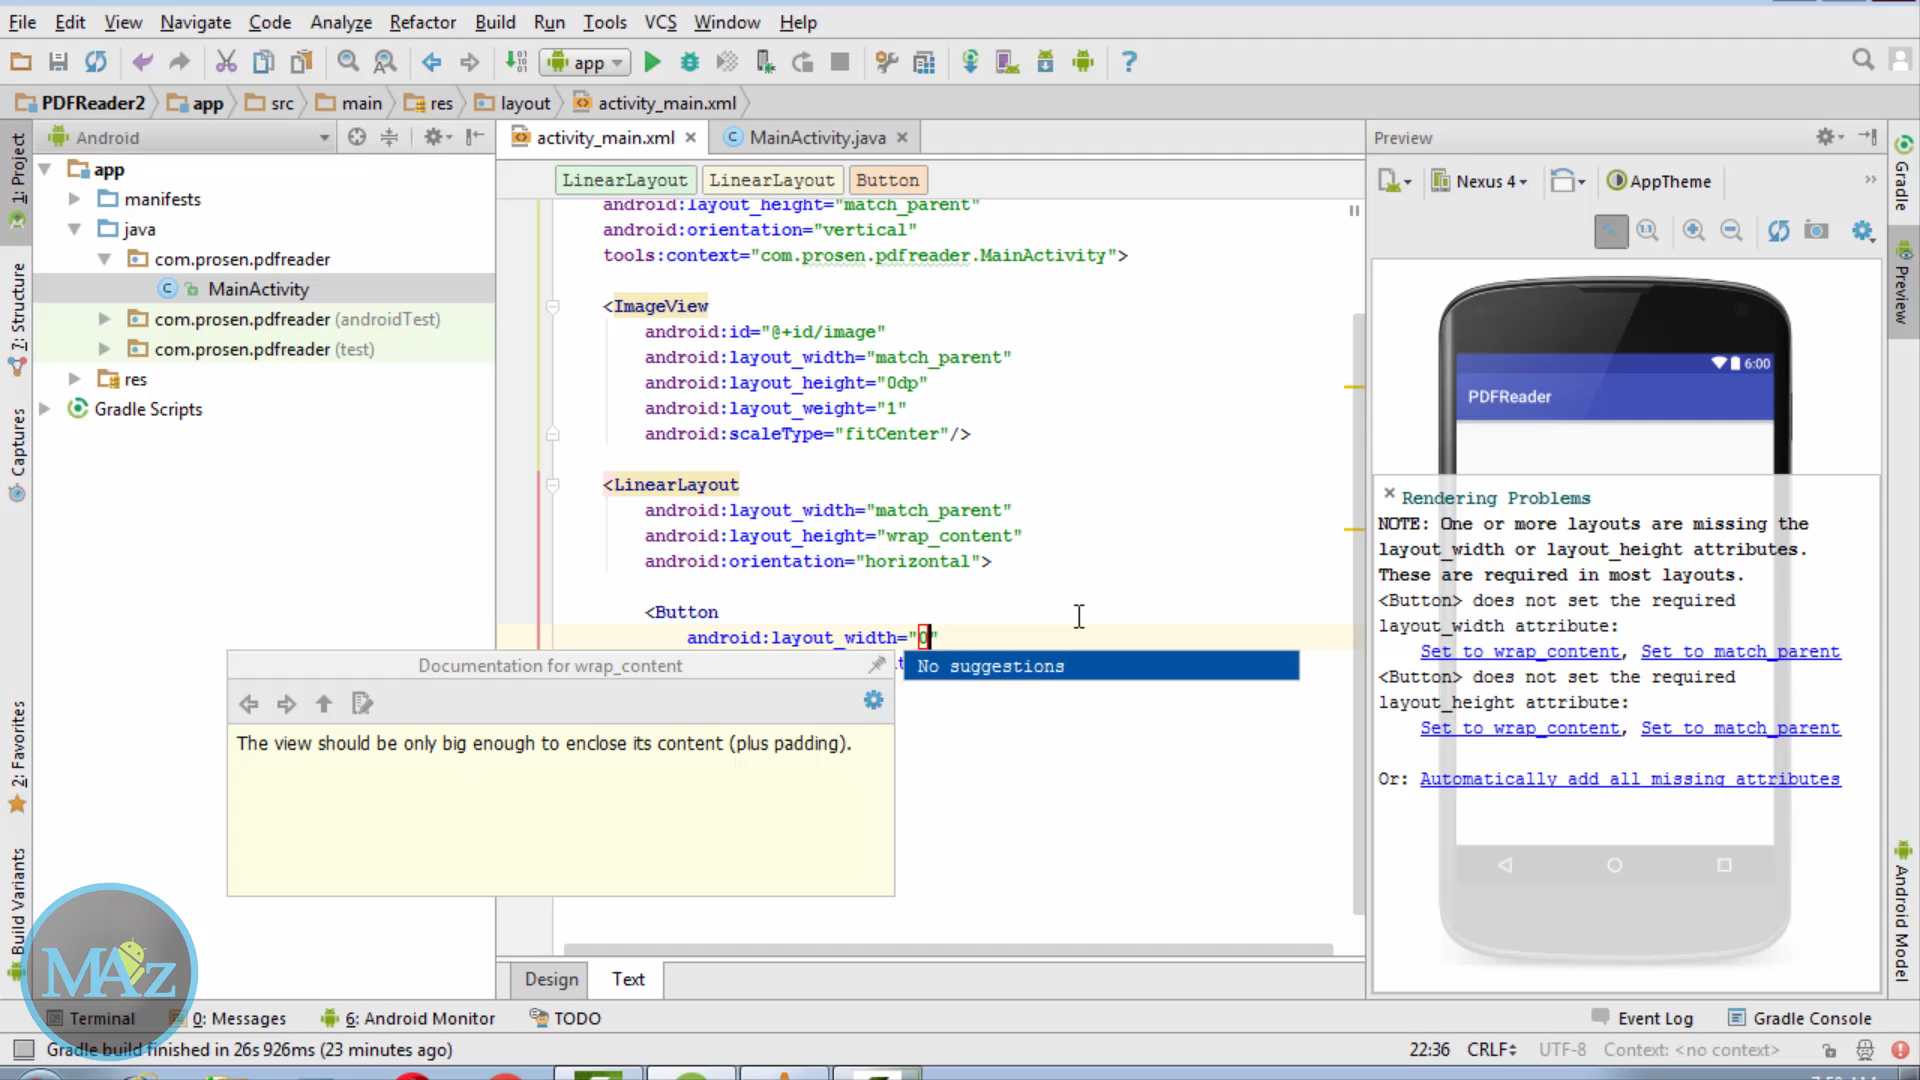 File Edit View Navigate Code Analyze Refactor Build Run Tools VCS Window Help
app
PDFReader2 app src main res layout activity_main.xml
Android
activity_main.xml MainActivity.java
Preview
1: Project
7: Structure
Captures
2: Favorites
Build Variants
app
manifests
java
com.prosen.pdfreader
MainActivity
com.prosen.pdfreader (androidTest)
com.prosen.pdfreader (test)
res
Gradle Scripts
LinearLayout LinearLayout Button
android:layout_height="match_parent"
android:orientation="vertical"
tools:context="com.prosen.pdfreader.MainActivity">
<ImageView
android:id="@+id/image"
android:layout_width="match_parent"
android:layout_height="0dp"
android:layout_weight="1"
android:scaleType="fitCenter"/>
<LinearLayout
android:layout_width="match_parent"
android:layout_height="wrap_content"
android:orientation="horizontal">
<Button
android:layout_width="0"
No suggestions
Documentation for wrap_content
The view should be only big enough to enclose its content (plus padding).
Nexus 4 AppTheme
6:00
PDFReader
Rendering Problems
NOTE: One or more layouts are missing the
layout_width or layout_height attributes.
These are required in most layouts.
<Button> does not set the required
layout_width attribute:
Set to wrap_content, Set to match_parent
<Button> does not set the required
layout_height attribute:
Set to wrap_content, Set to match_parent
Or: Automatically add all missing attributes
Gradle
Preview
Android Model
Design Text
MAz
Terminal 0: Messages 6: Android Monitor TODO
Event Log Gradle Console
Gradle build finished in 26s 926ms (23 minutes ago)
22:36 CRLF UTF-8 Context: <no context>